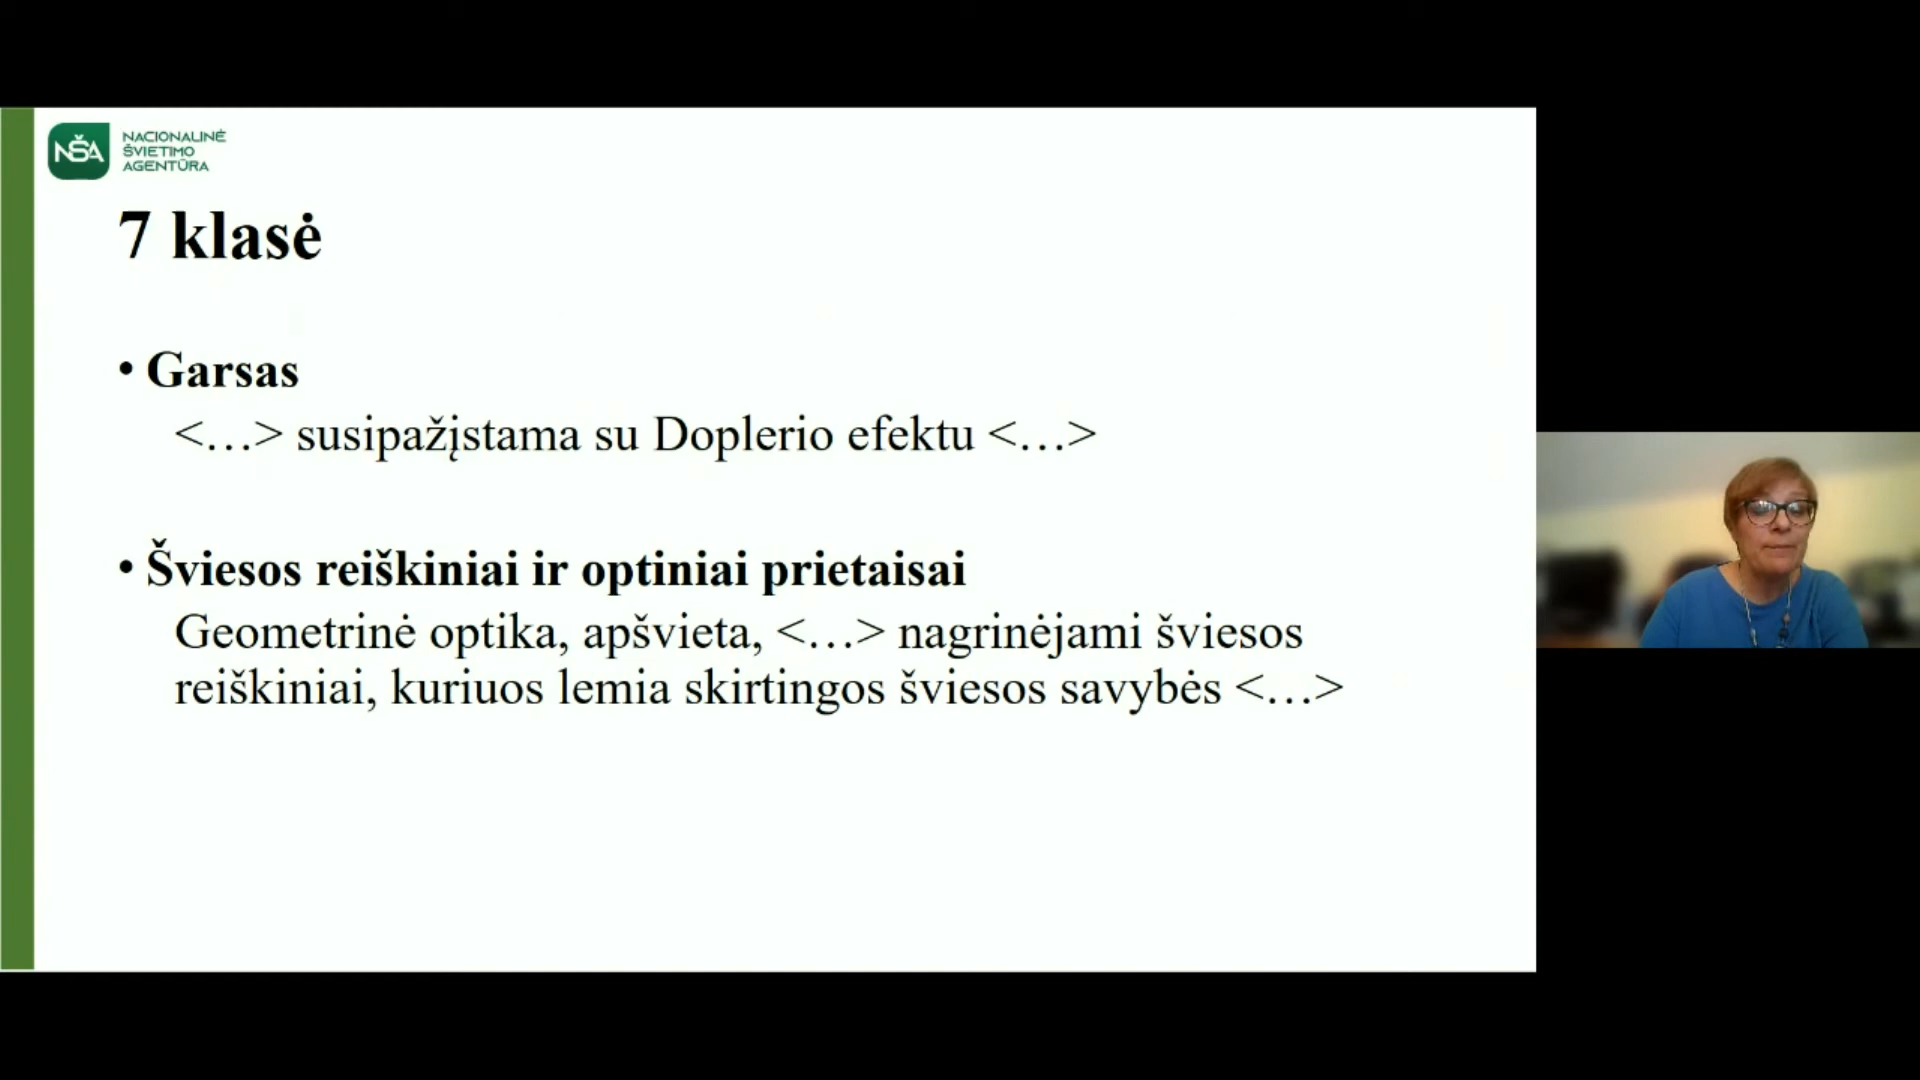 NŠA
NACIONALINĖ
ŠVIETIMO
AGENTŪRA
7 klasė
• Garsas
<…> susipažįstama su Doplerio efektu <…>
• Šviesos reiškiniai ir optiniai prietaisai
Geometrinė optika, apšvieta, <…> nagrinėjami šviesos
reiškiniai, kuriuos lemia skirtingos šviesos savybės <…>